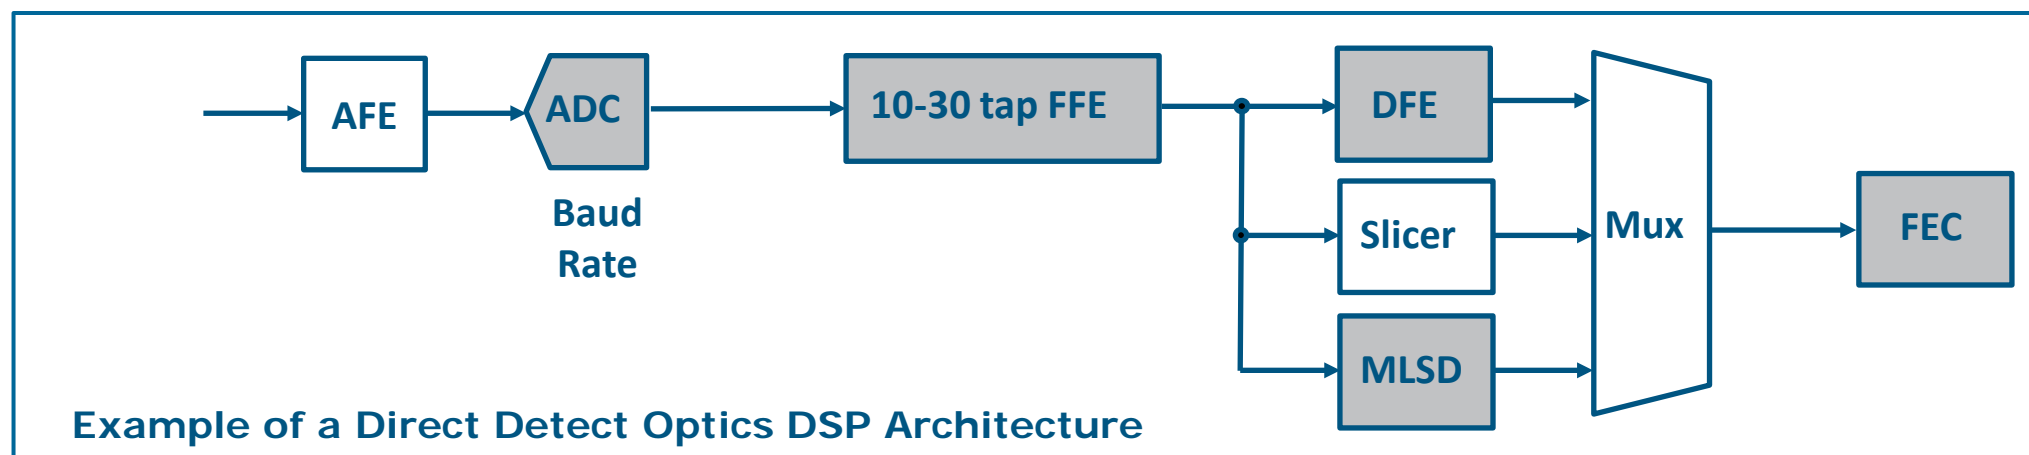 AFE
ADC
Baud
Rate
10-30 tap FFE
DFE
Slicer
MLSD
Mux
FEC
Example of a Direct Detect Optics DSP Architecture